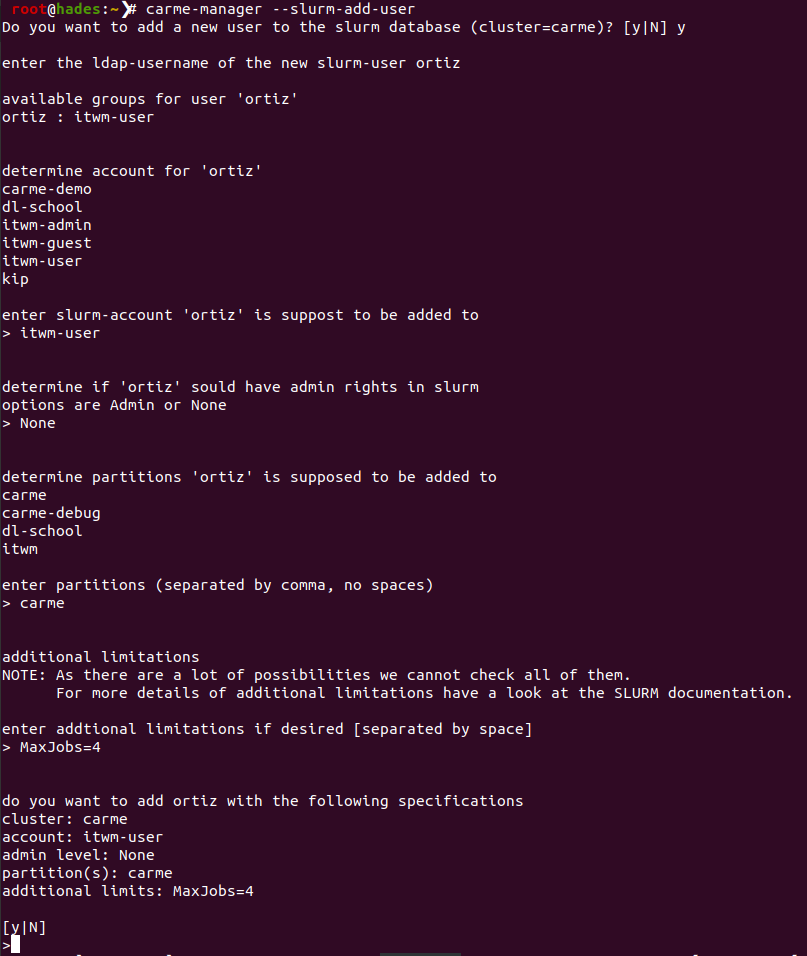 root@hades:~❯# carme-manager --slurm-add-user
Do you want to add a new user to the slurm database (cluster=carme)? [y|N] y
enter the ldap-username of the new slurm-user ortiz
available groups for user 'ortiz'
ortiz : itwm-user
determine account for 'ortiz'
carme-demo
dl-school
itwm-admin
itwm-guest
itwm-user
kip
enter slurm-account 'ortiz' is suppost to be added to
> itwm-user
determine if 'ortiz' sould have admin rights in slurm
options are Admin or None
> None
determine partitions 'ortiz' is supposed to be added to
carme
carme-debug
dl-school
itwm
enter partitions (separated by comma, no spaces)
> carme
additional limitations
NOTE: As there are a lot of possibilities we cannot check all of them.
For more details of additional limitations have a look at the SLURM documentation.
enter addtional limitations if desired [separated by space]
> MaxJobs=4
do you want to add ortiz with the following specifications
cluster: carme
account: itwm-user
admin level: None
partition(s): carme
additional limits: MaxJobs=4
[y|N]
>